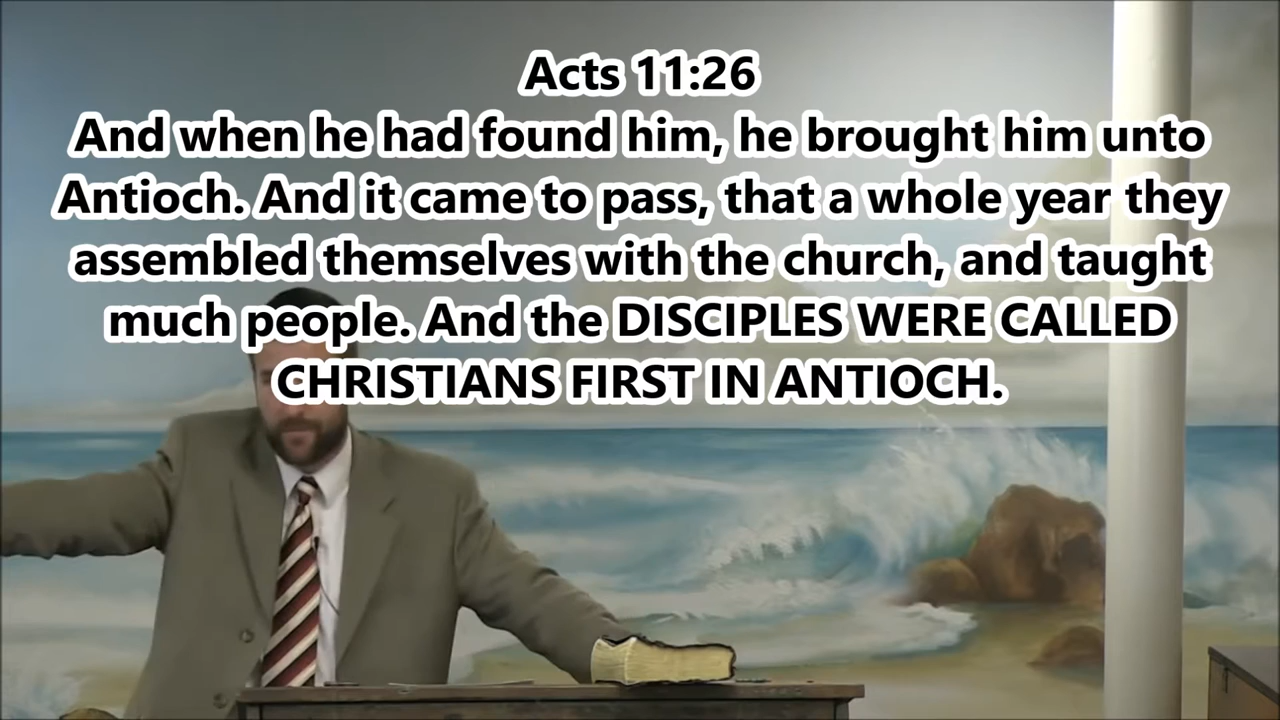 Acts 11:26
And when he had found him, he brought him unto
Antioch. And it came to pass, that a whole year they
assembled themselves with the church, and taught
much people. And the DISCIPLES WERE CALLED
CHRISTIANS FIRST IN ANTIOCH.